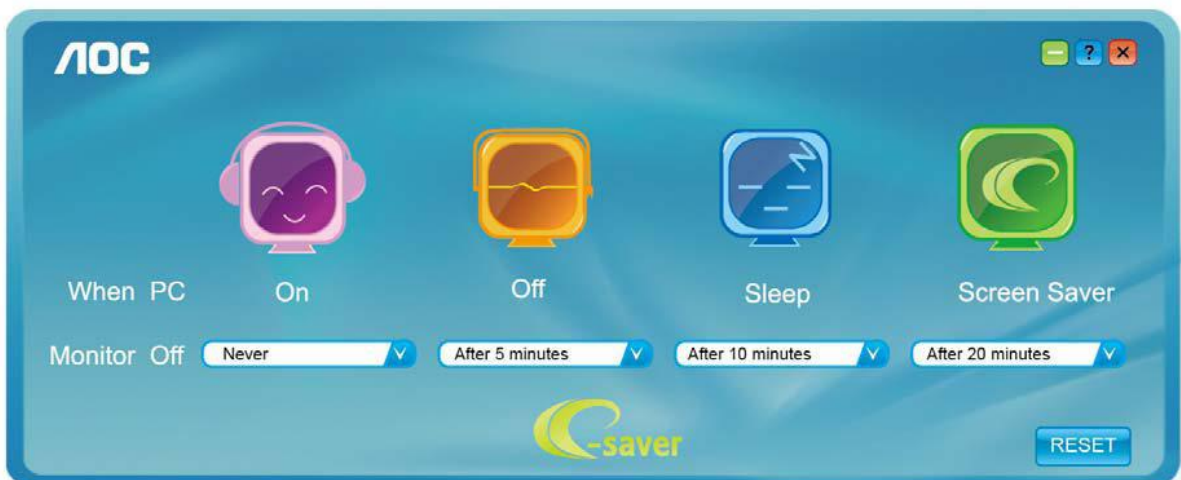 AOC
?
When PC On Off Sleep Screen Saver
Monitor Off Never After 5 minutes After 10 minutes After 20 minutes
e-saver
RESET